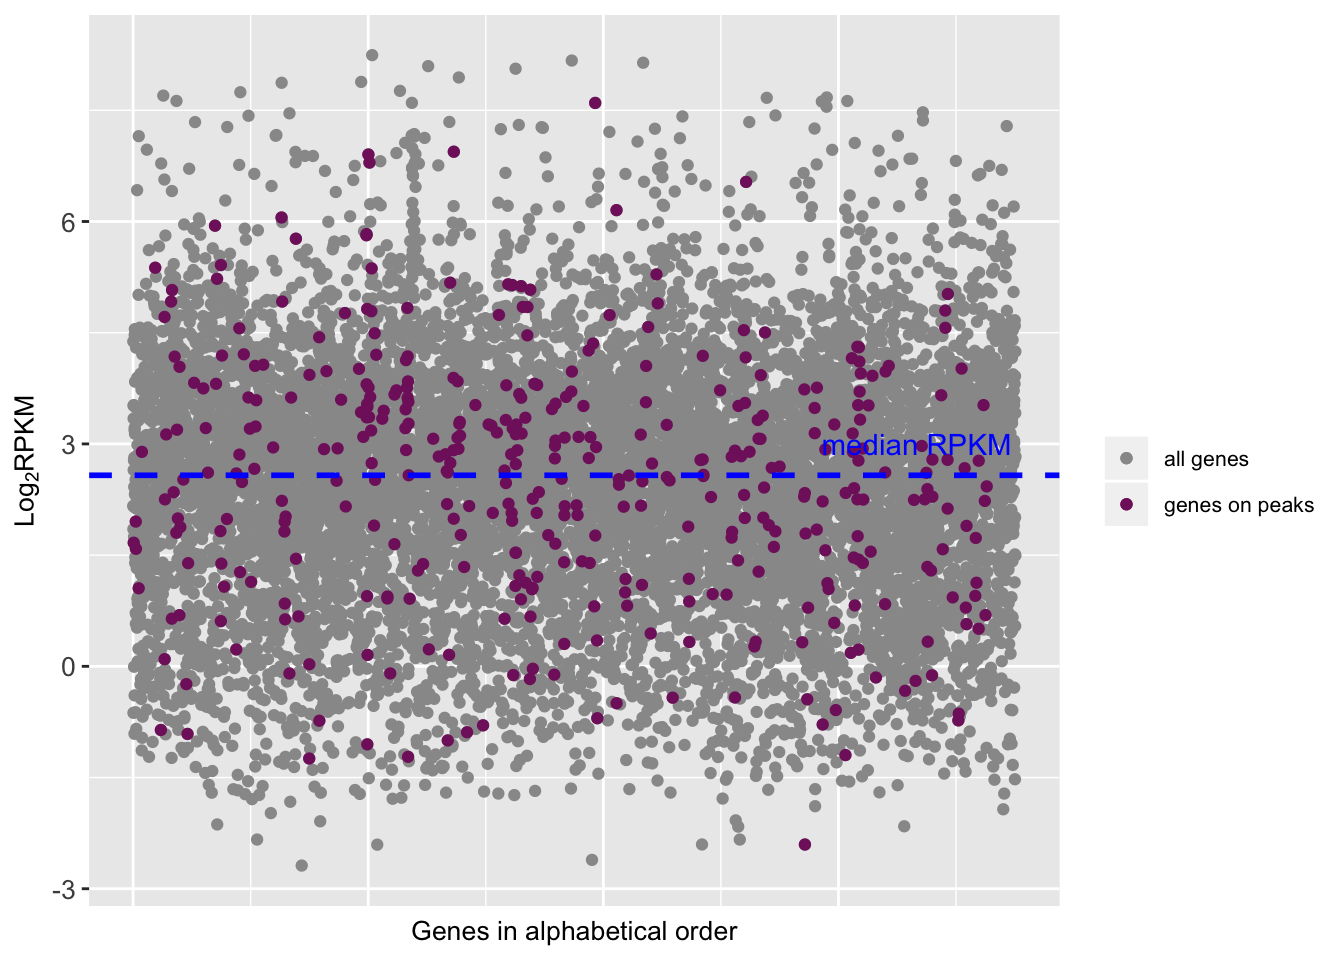 6
3
0
-3
Log₂RPKM
median RPKM
Genes in alphabetical order
all genes
genes on peaks